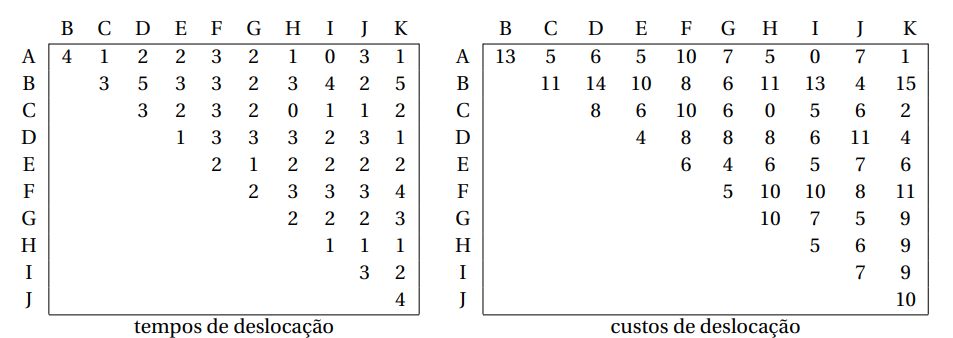 B C D E F G H I J K B C D E F G H I J K
A 4 1 2 2 3 2 1 0 3 1 A 13 5 6 5 10 7 5 0 7 1
B 3 5 3 3 2 3 4 2 5 B 11 14 10 8 6 11 13 4 15
C 3 2 3 2 0 1 1 2 C 8 6 10 6 0 5 6 2
D 1 3 3 3 2 3 1 D 4 8 8 8 6 11 4
E 2 1 2 2 2 2 E 6 4 6 5 7 6
F 2 3 3 3 4 F 5 10 10 8 11
G 2 2 2 3 G 10 7 5 9
H 1 1 1 H 5 6 9
I 3 2 I 7 9
J 4 J 10
tempos de deslocação custos de deslocação